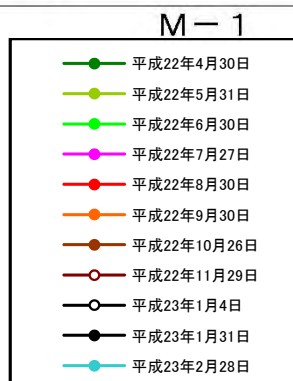 M－1
平成22年4月30日
平成22年5月31日
平成22年6月30日
平成22年7月27日
平成22年8月30日
平成22年9月30日
平成22年10月26日
平成22年11月29日
平成23年1月4日
平成23年1月31日
平成23年2月28日